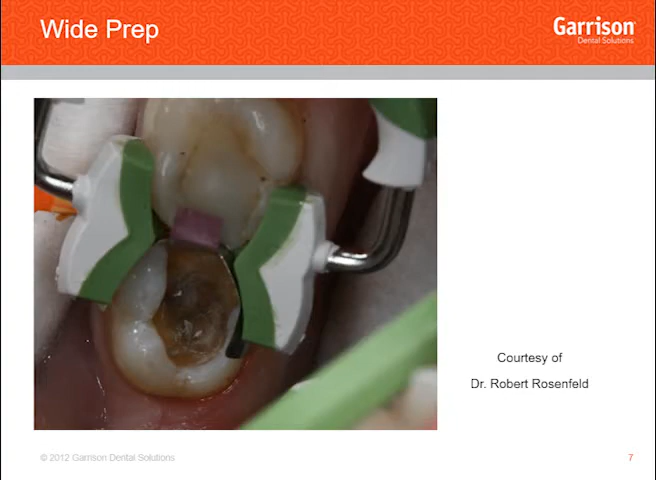 Wide Prep
Garrison
Dental Solutions
Courtesy of
Dr. Robert Rosenfeld
© 2012 Garrison Dental Solutions
7